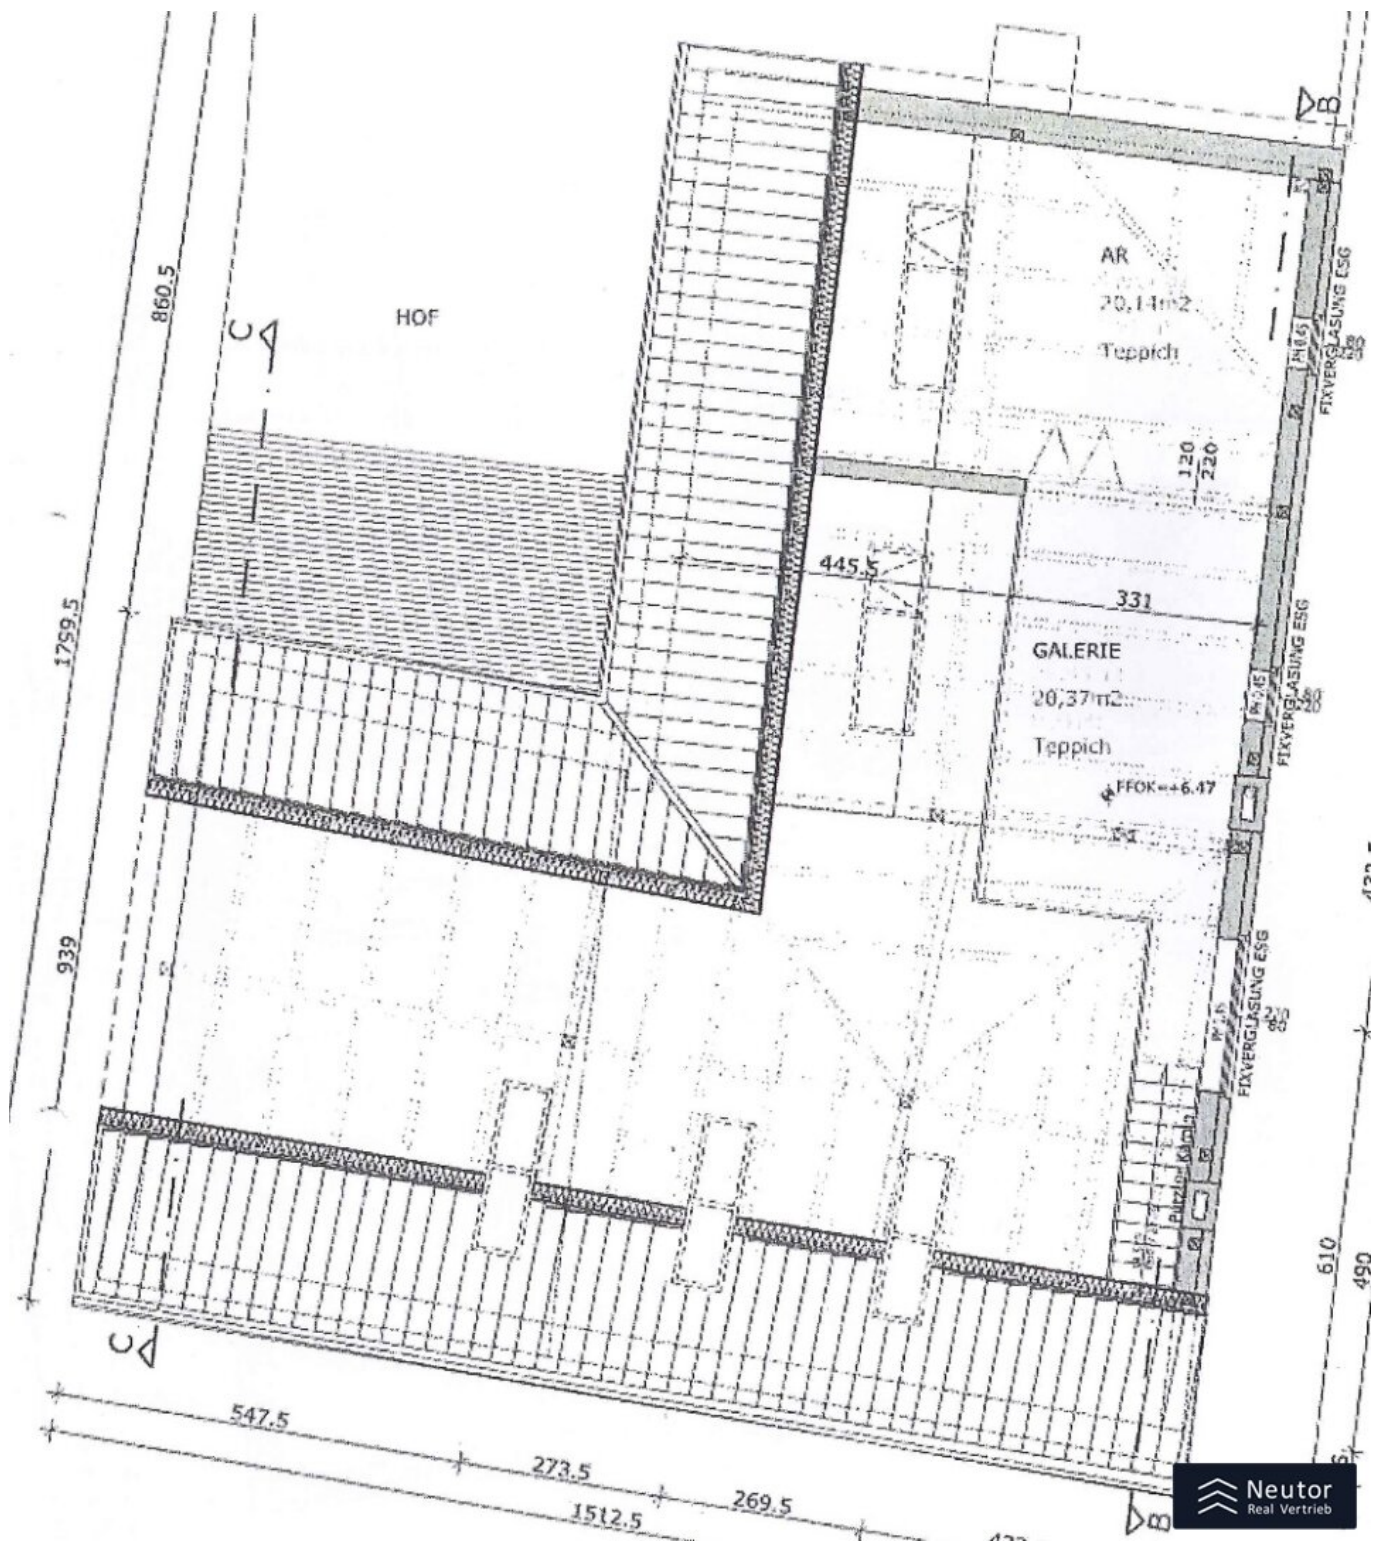 B
AR
20,14m2
Teppich
FIXVERGLASUNG ESG
860.5
C
HOF
120
220
445.5
331
GALERIE
20,37m2
Teppich
FFOK=+6.47
FIXVERGLASUNG ESG
1799.5
939
FIXVERGLASUNG ESG
610
490
C
547.5
273.5
269.5
1512.5
B
Neutor
Real Vertrieb